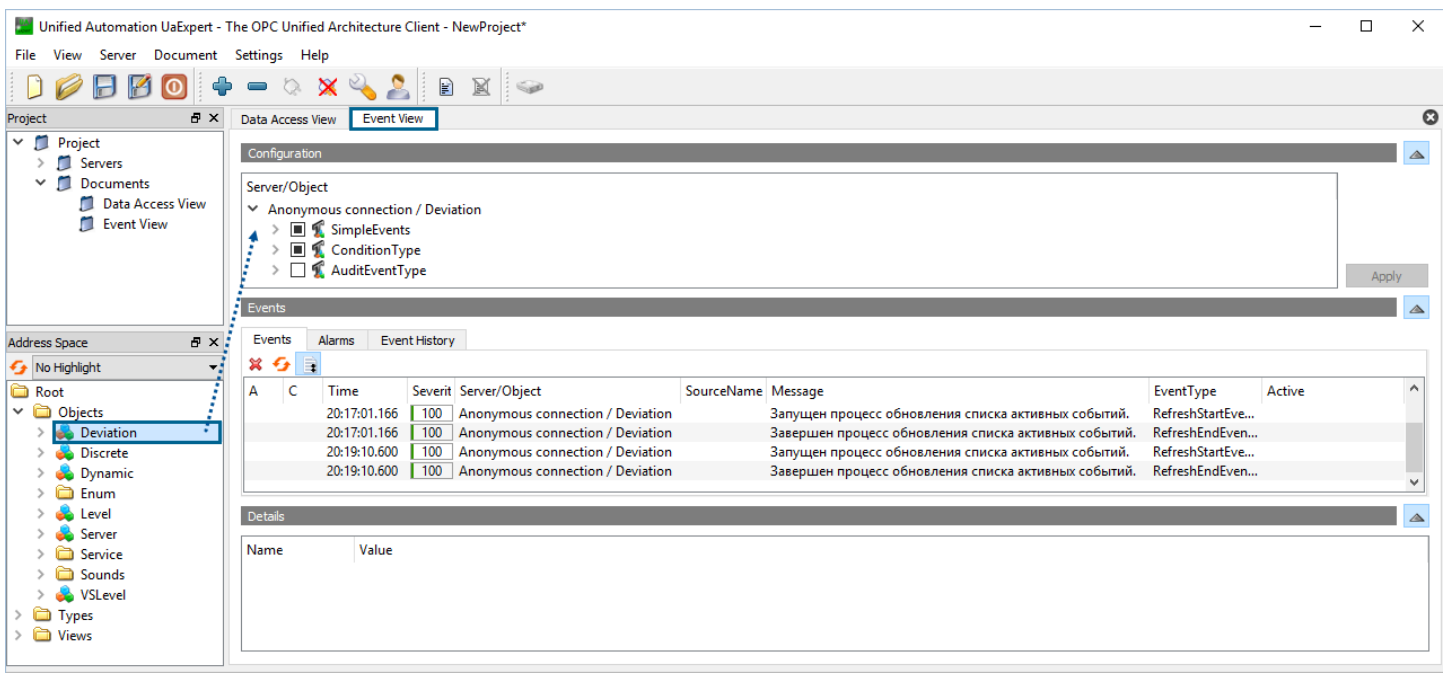 Unified Automation UaExpert - The OPC Unified Architecture Client - NewProject*
File View Server Document Settings Help
Project
Project
Servers
Documents
Data Access View
Event View
Address Space
No Highlight
Root
Objects
Deviation
Discrete
Dynamic
Enum
Level
Server
Service
Sounds
VSLevel
Types
Views
Data Access View Event View
Configuration
Server/Object
Anonymous connection / Deviation
SimpleEvents
ConditionType
AuditEventType
Apply
Events
Events Alarms Event History
A C Time Severit Server/Object SourceName Message EventType Active
20:17:01.166 100 Anonymous connection / Deviation Запущен процесс обновления списка активных событий. RefreshStartEve...
20:17:01.166 100 Anonymous connection / Deviation Завершен процесс обновления списка активных событий. RefreshEndEven...
20:19:10.600 100 Anonymous connection / Deviation Запущен процесс обновления списка активных событий. RefreshStartEve...
20:19:10.600 100 Anonymous connection / Deviation Завершен процесс обновления списка активных событий. RefreshEndEven...
Details
Name Value